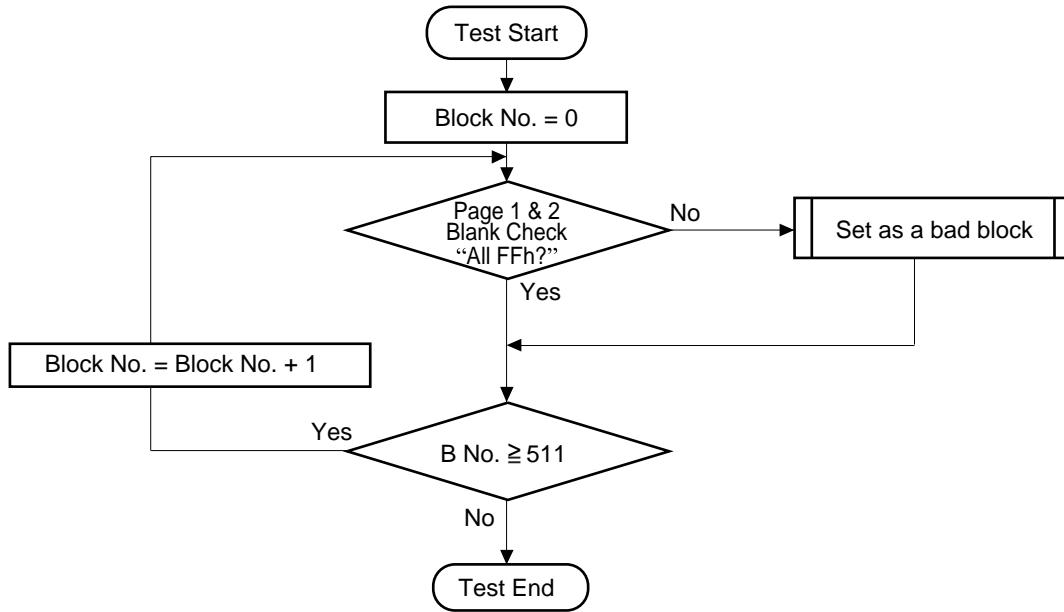 Test Start
Block No. = 0
Page 1 & 2
Blank Check
“All FFh?”
No
Set as a bad block
Yes
Block No. = Block No. + 1
Yes
B No. ≧ 511
No
Test End